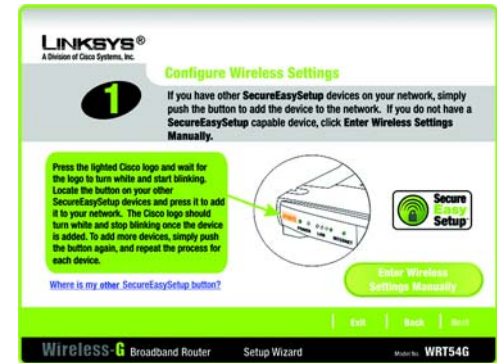 LINKSYS®
A Division of Cisco Systems, Inc.
1
Configure Wireless Settings
If you have other SecureEasySetup devices on your network, simply
push the button to add the device to the network. If you do not have a
SecureEasySetup capable device, click Enter Wireless Settings
Manually.
Press the lighted Cisco logo and wait for
the logo to turn white and start blinking.
Locate the button on your other
SecureEasySetup devices and press it to add
it to your network. The Cisco logo should
turn white and stop blinking once the device
is added. To add more devices, simply push
the button again, and repeat the process for
each device.
POWER
INTERNET
Secure
Easy
Setup
Where is my other SecureEasySetup button?
Enter Wireless
Settings Manually
Exit
Back
Next
Wireless-G Broadband Router
Setup Wizard
Model No. WRT54G